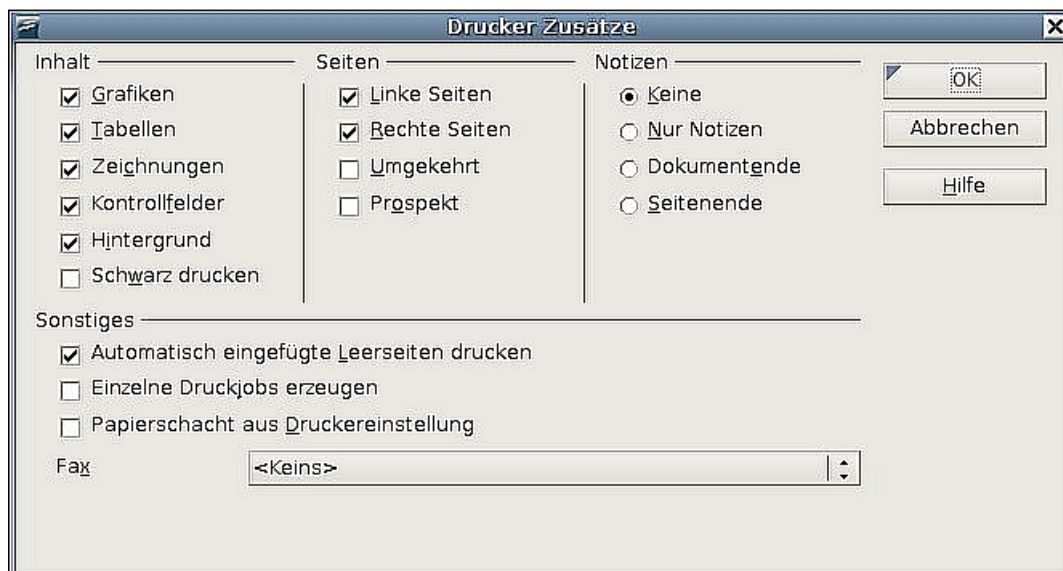 Drucker Zusätze
Inhalt
Grafiken
Tabellen
Zeichnungen
Kontrollfelder
Hintergrund
Schwarz drucken
Seiten
Linke Seiten
Rechte Seiten
Umgekehrt
Prospekt
Notizen
Keine
Nur Notizen
Dokumentende
Seitenende
OK
Abbrechen
Hilfe
Sonstiges
Automatisch eingefügte Leerseiten drucken
Einzelne Druckjobs erzeugen
Papierschacht aus Druckereinstellung
Fax
<Keins>